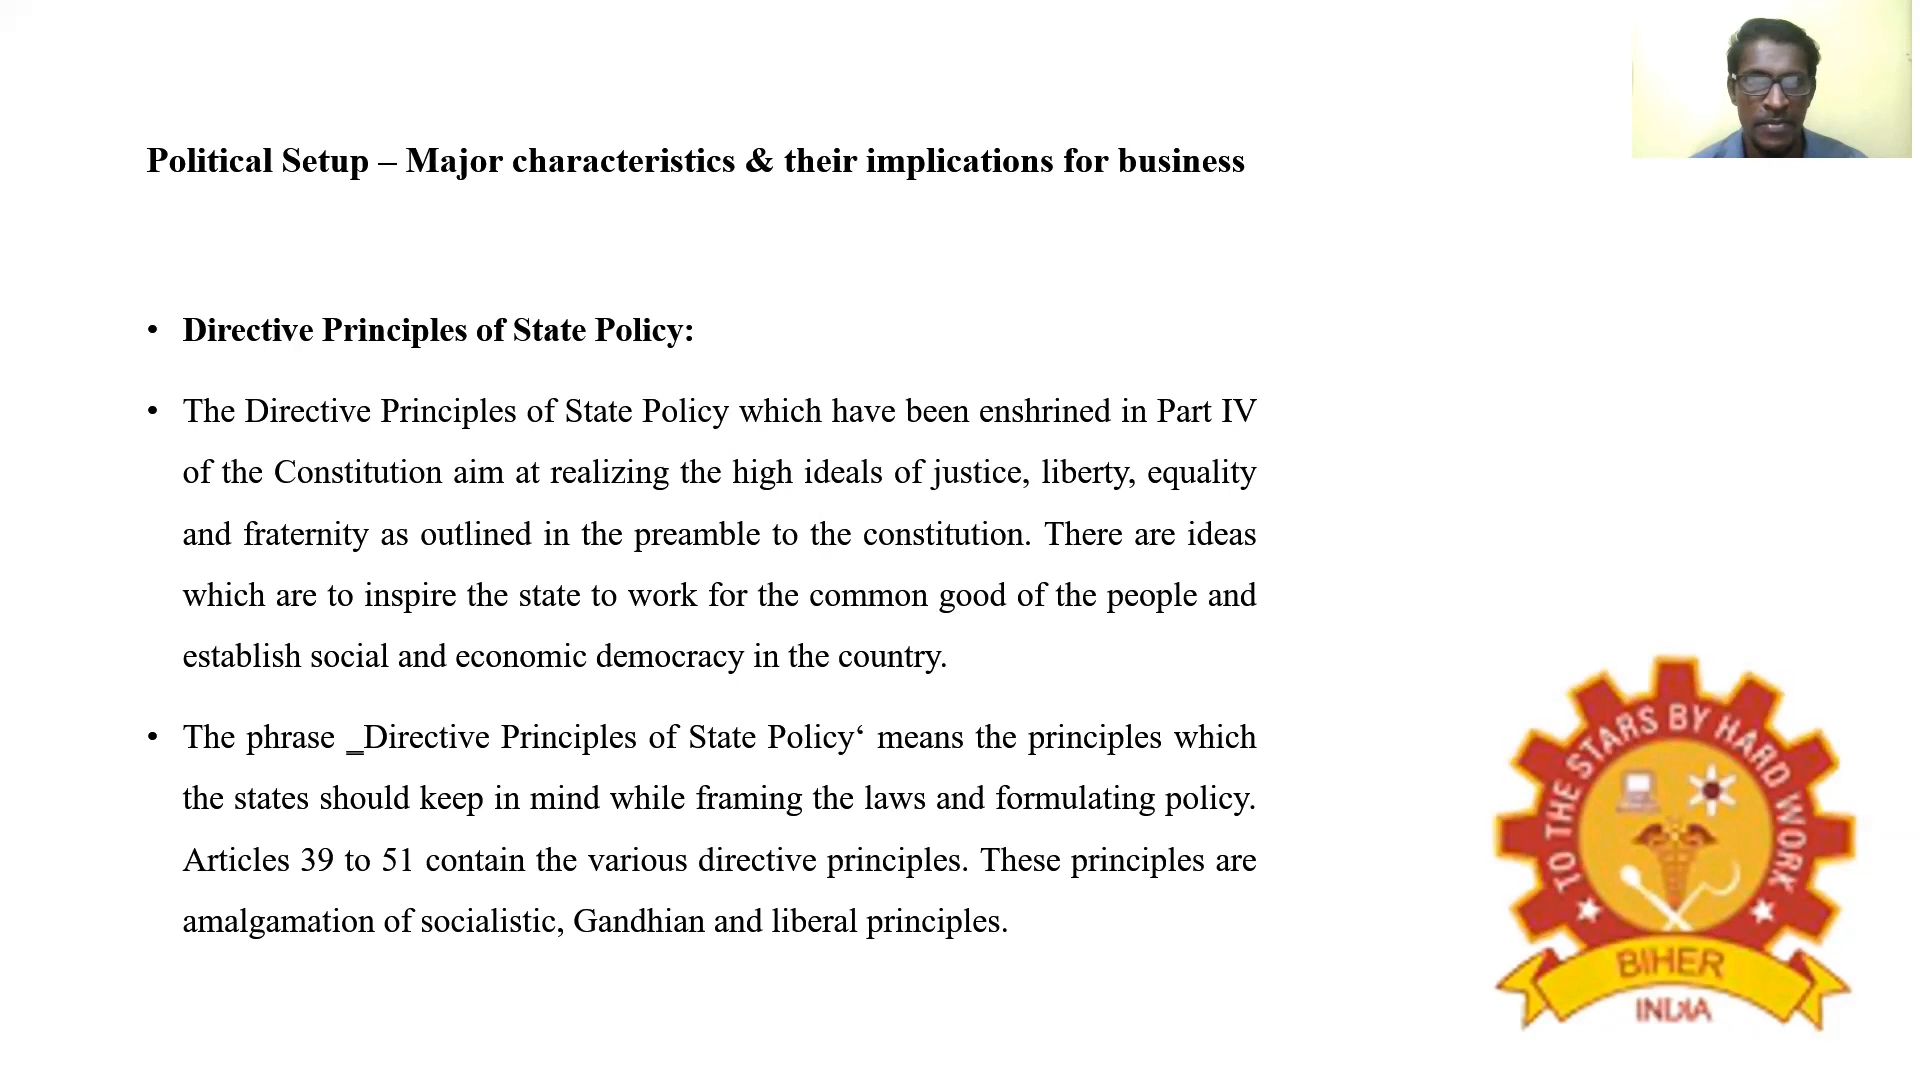 Political Setup – Major characteristics & their implications for business
• Directive Principles of State Policy:
• The Directive Principles of State Policy which have been enshrined in Part IV
of the Constitution aim at realizing the high ideals of justice, liberty, equality
and fraternity as outlined in the preamble to the constitution. There are ideas
which are to inspire the state to work for the common good of the people and
establish social and economic democracy in the country.
• The phrase ‗Directive Principles of State Policy‘ means the principles which
the states should keep in mind while framing the laws and formulating policy.
Articles 39 to 51 contain the various directive principles. These principles are
amalgamation of socialistic, Gandhian and liberal principles.
TO THE STARS BY HARD WORK
BIHER
INDIA